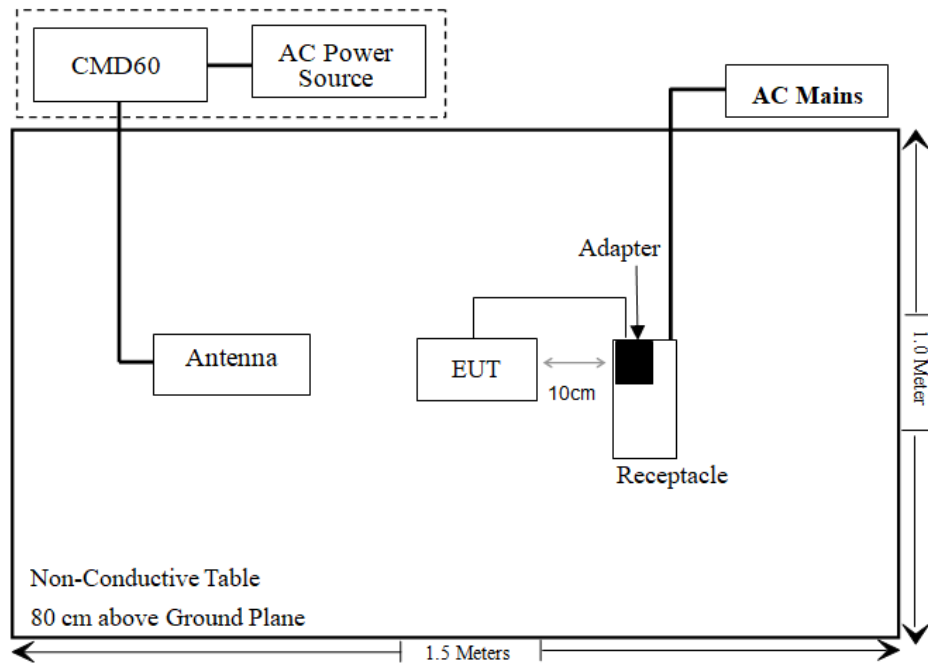 CMD60
AC Power
Source
AC Mains
Adapter
Antenna
EUT
10cm
Receptacle
1.0 Meter
Non-Conductive Table
80 cm above Ground Plane
1.5 Meters